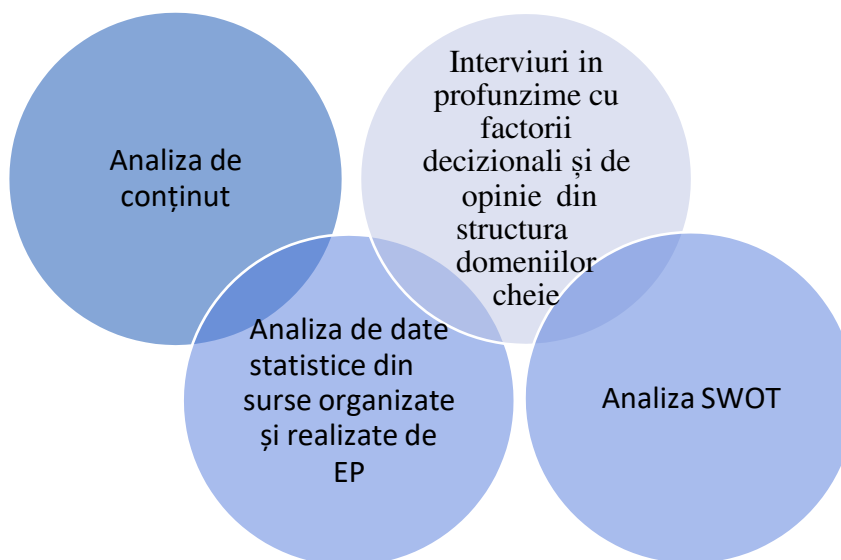 Analiza de
conținut
Interviuri in
profunzime cu
factorii
decizionali și de
opinie din
structura
domeniilor
cheie
Analiza de date
statistice din
surse organizate
și realizate de
EP
Analiza SWOT